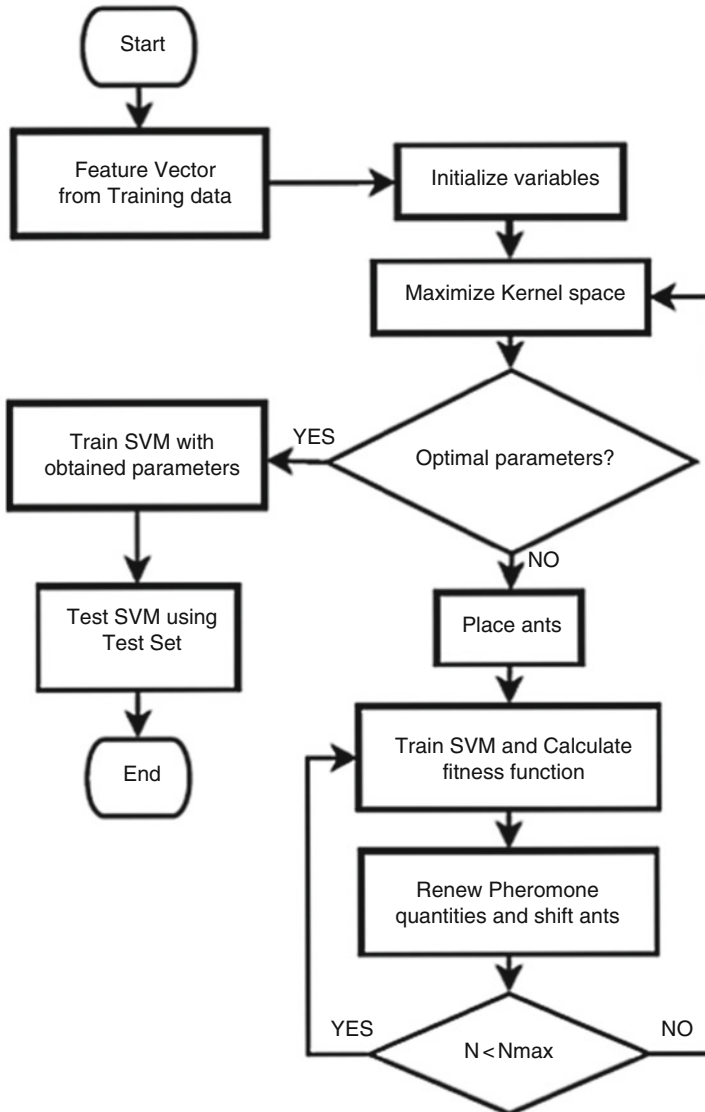 Start
Feature Vector
from Training data
Initialize variables
Maximize Kernel space
Optimal parameters?
YES
Train SVM with
obtained parameters
Test SVM using
Test Set
End
NO
Place ants
Train SVM and Calculate
fitness function
Renew Pheromone
quantities and shift ants
N<Nmax
YES
NO